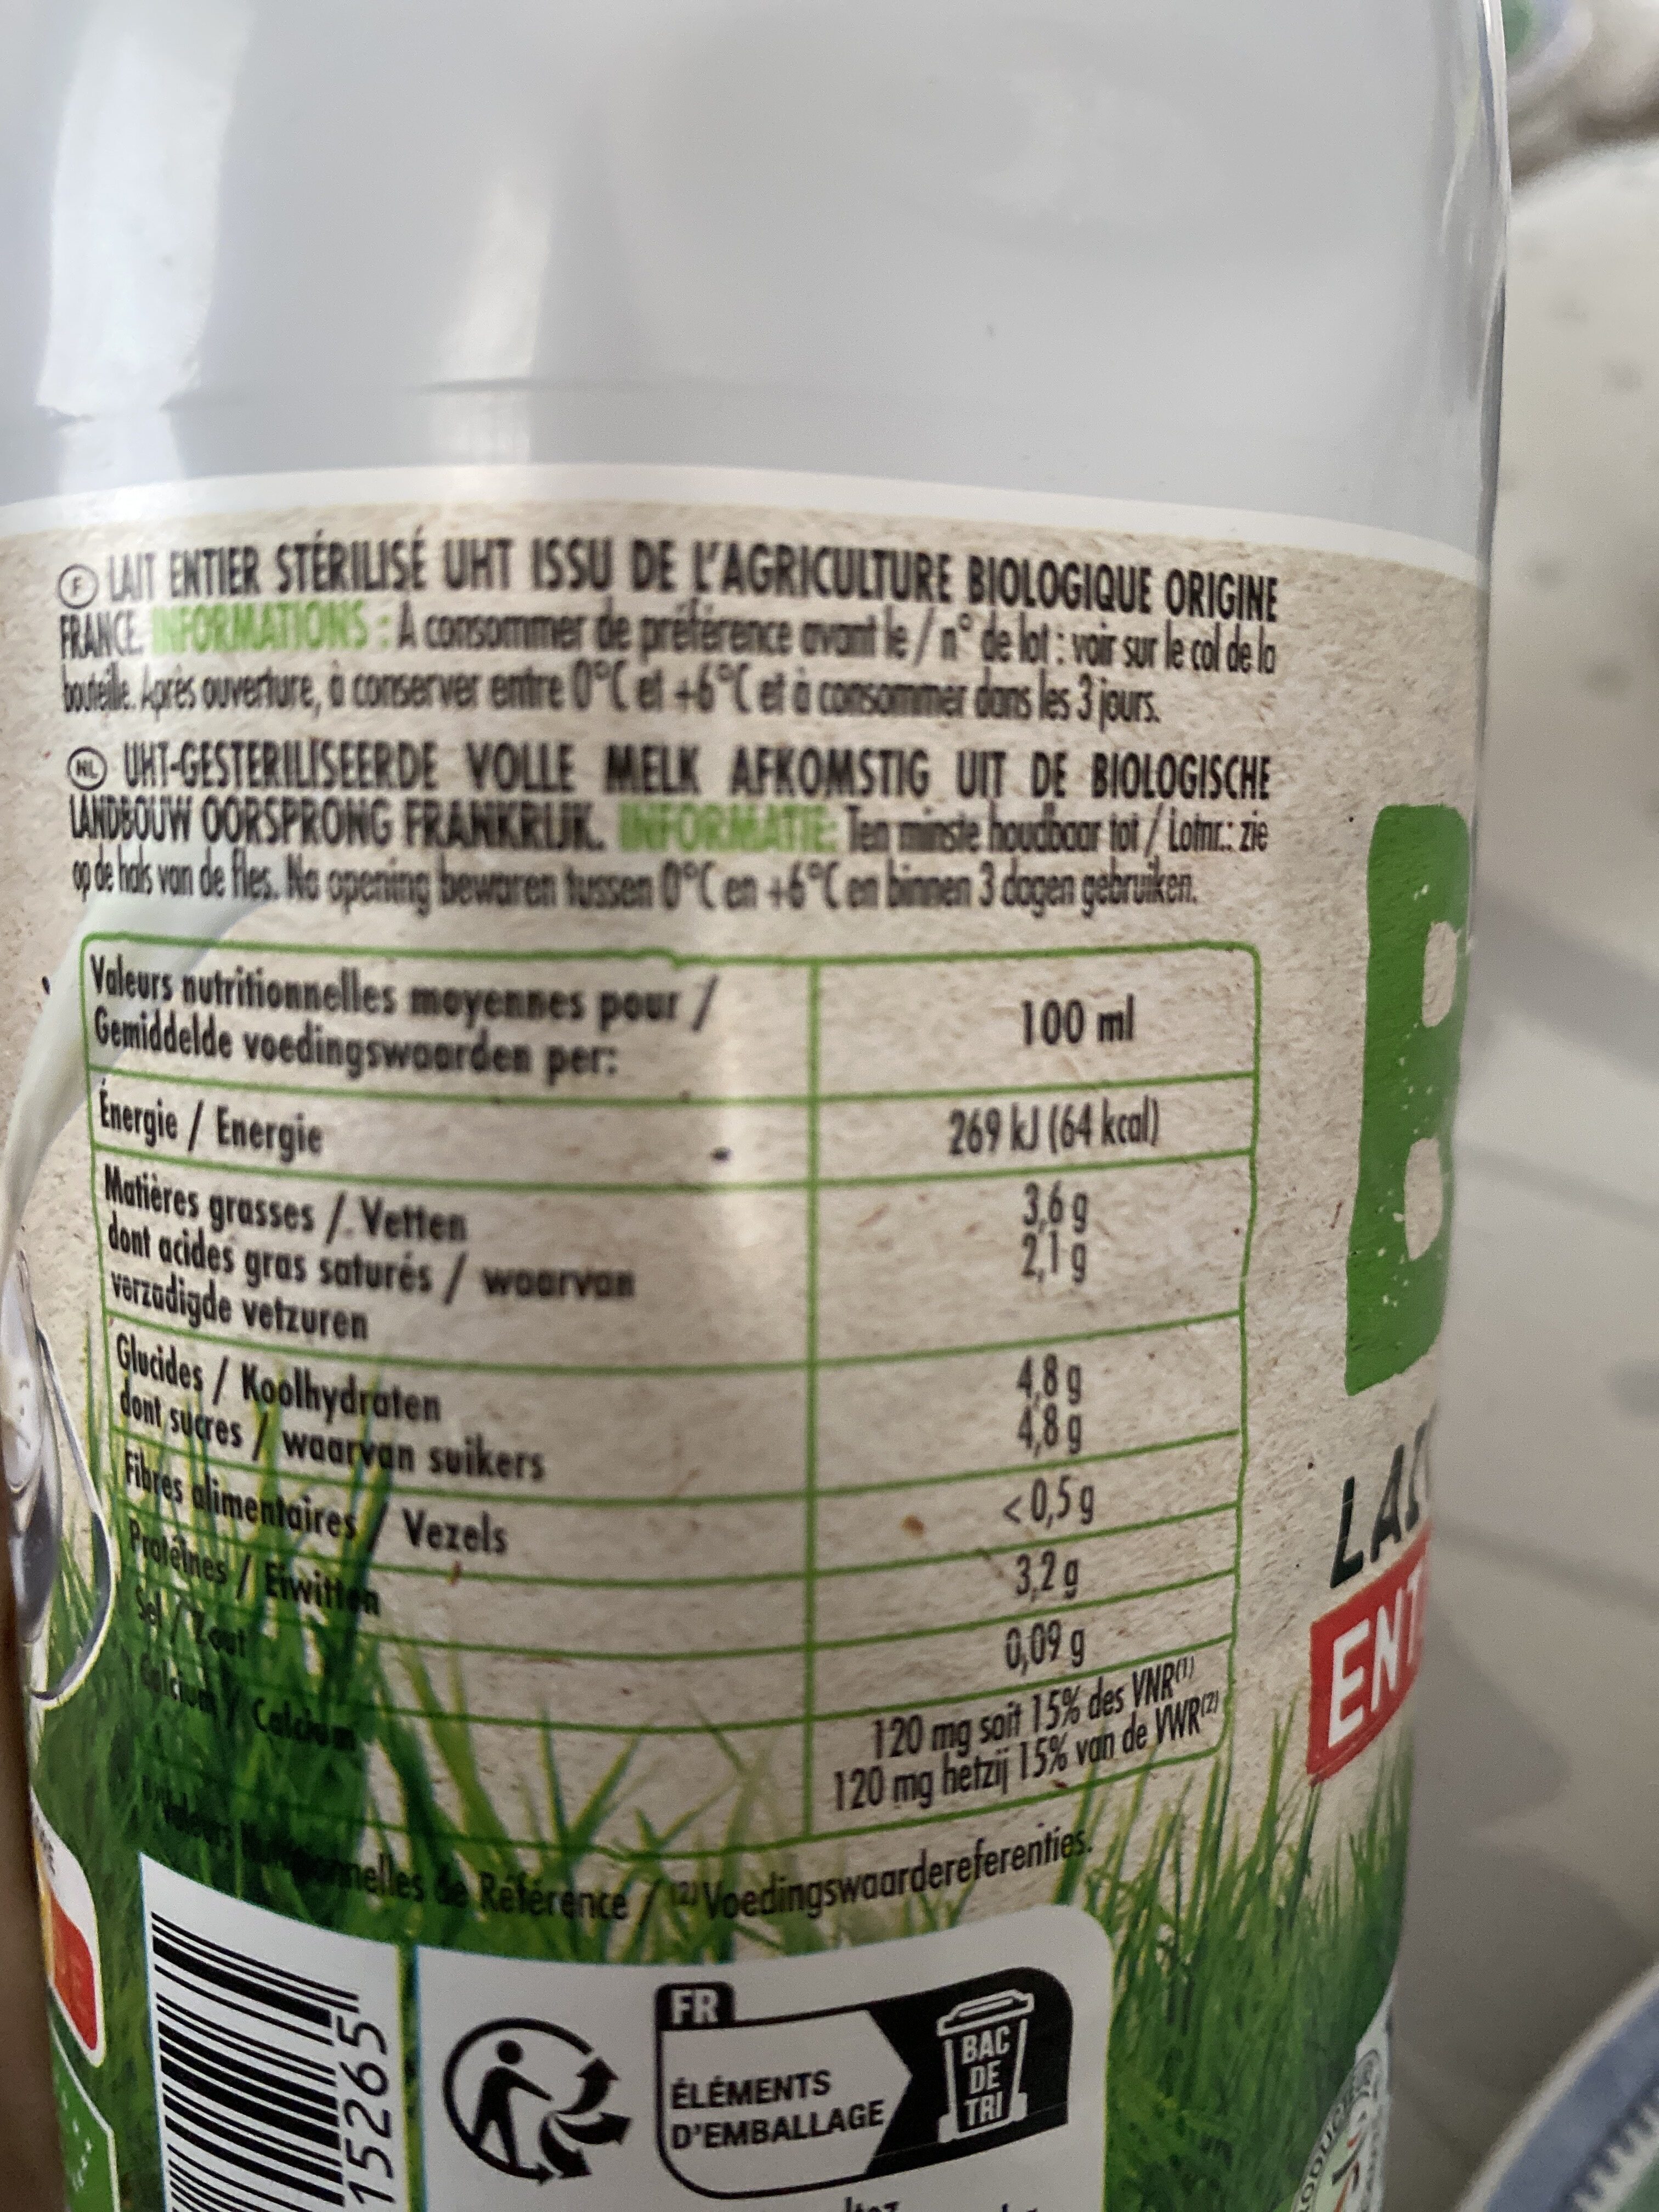 F LAIT ENTIER STÉRILISÉ UHT ISSU DE L'AGRICULTURE BIOLOGIQUE ORIGINE
FRANCE INFORMATIONS : À consommer de préférence avant le / n° de lot : voir sur le col de la
bouteille. Après ouverture, à conserver entre 0°C et +6°C et à consommer dans les 3 jours.
NL UHT-GESTERILISEERDE VOLLE MELK AFKOMSTIG UIT DE BIOLOGISCHE
LANDBOUW OORSPRONG FRANKRIJK. INFORMATIE: Ten minste houdbaar tot / Lotnr.: zie
op de hals van de fles. Na opening bewaren tussen 0°C en +6°C en binnen 3 dagen gebruiken.
Valeurs nutritionnelles moyennes pour /
Gemiddelde voedingswaarden per:
100 ml
Énergie / Energie
269 kJ (64 kcal)
Matières grasses / Vetten
3,6 g
dont acides gras saturés / waarvan
verzadigde vetzuren
2,1 g
Glucides / Koolhydraten
4,8 g
dont sucres / waarvan suikers
4,8 g
Fibres alimentaires / Vezels
<0,5 g
Protéines / Eiwitten
3,2 g
Sel / Zout
0,09 g
Calcium / Calcium
120 mg soit 15% des VNR(1)
120 mg hetzij 15% van de VWR(2)
Valeurs Nutritionnelles de Référence / (2) Voedingswaardereferenties.
B
LAI
ENT
15265
FR
ÉLÉMENTS
D'EMBALLAGE
BAC
DE
TRI